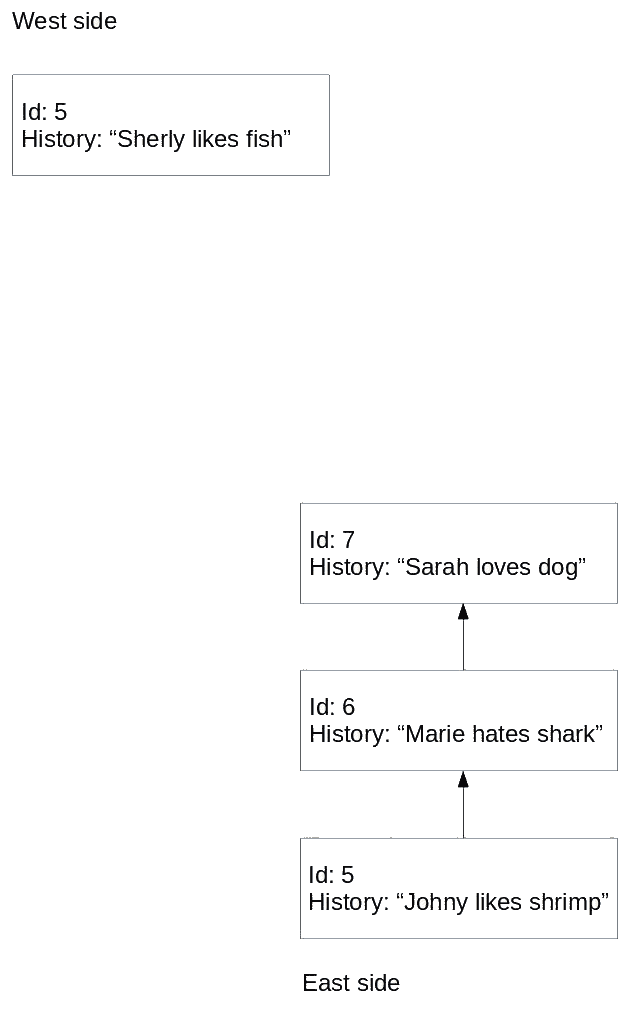 West side
Id: 5
History: “Sherly likes fish”
Id: 7
History: “Sarah loves dog”
Id: 6
History: “Marie hates shark”
Id: 5
History: “Johny likes shrimp”
East side